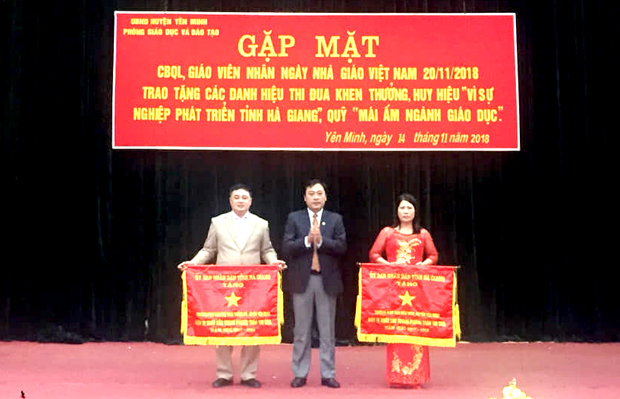 UBND HUYỆN YÊN MINH
PHÒNG GIÁO DỤC VÀ ĐÀO TẠO
GẶP MẶT
CBQL, GIÁO VIÊN NHÂN NGÀY NHÀ GIÁO VIỆT NAM 20/11/2018
TRAO TẶNG CÁC DANH HIỆU THI ĐUA KHEN THƯỞNG, HUY HIỆU "VÌ SỰ
NGHIỆP PHÁT TRIỂN TỈNH HÀ GIANG", QUỸ "MÁI ẤM NGÀNH GIÁO DỤC".
Yên Minh, ngày 14 tháng 11 năm 2018
ỦY BAN NHÂN DÂN TỈNH HÀ GIANG
TẶNG
ỦY BAN NHÂN DÂN TỈNH HÀ GIANG
TẶNG